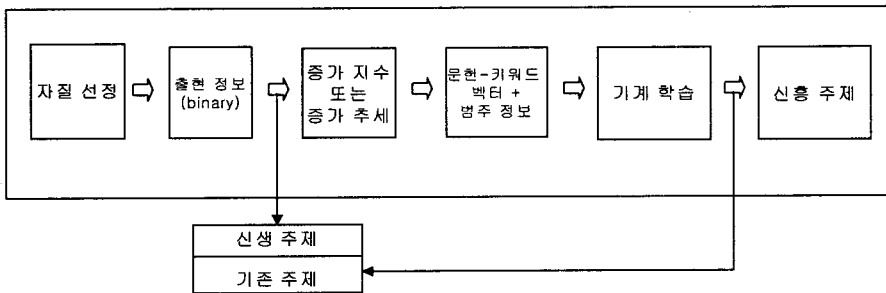 자질 선정
출현 정보
(binary)
증가 지수
또는
증가 추세
문헌-키워드
벡터 +
범주 정보
기계 학습
신흥 주제
신생 주제
기존 주제